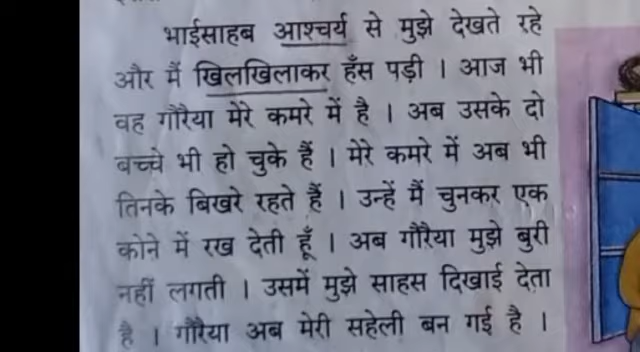 भाईसाहब आश्चर्य से मुझे देखते रहे
और मैं खिलखिलाकर हँस पड़ी । आज भी
वह गौरैया मेरे कमरे में है । अब उसके दो
बच्चे भी हो चुके हैं । मेरे कमरे में अब भी
तिनके बिखरे रहते हैं । उन्हें मैं चुनकर एक
कोने में रख देती हूँ । अब गौरैया मुझे बुरी
नहीं लगती । उसमें मुझे साहस दिखाई देता
है । गौरैया अब मेरी सहेली बन गई है ।